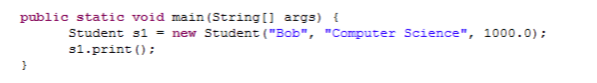 public static void main(String[] args) {
Student s1 = new Student("Bob", "Computer Science", 1000.0);
s1.print();
}